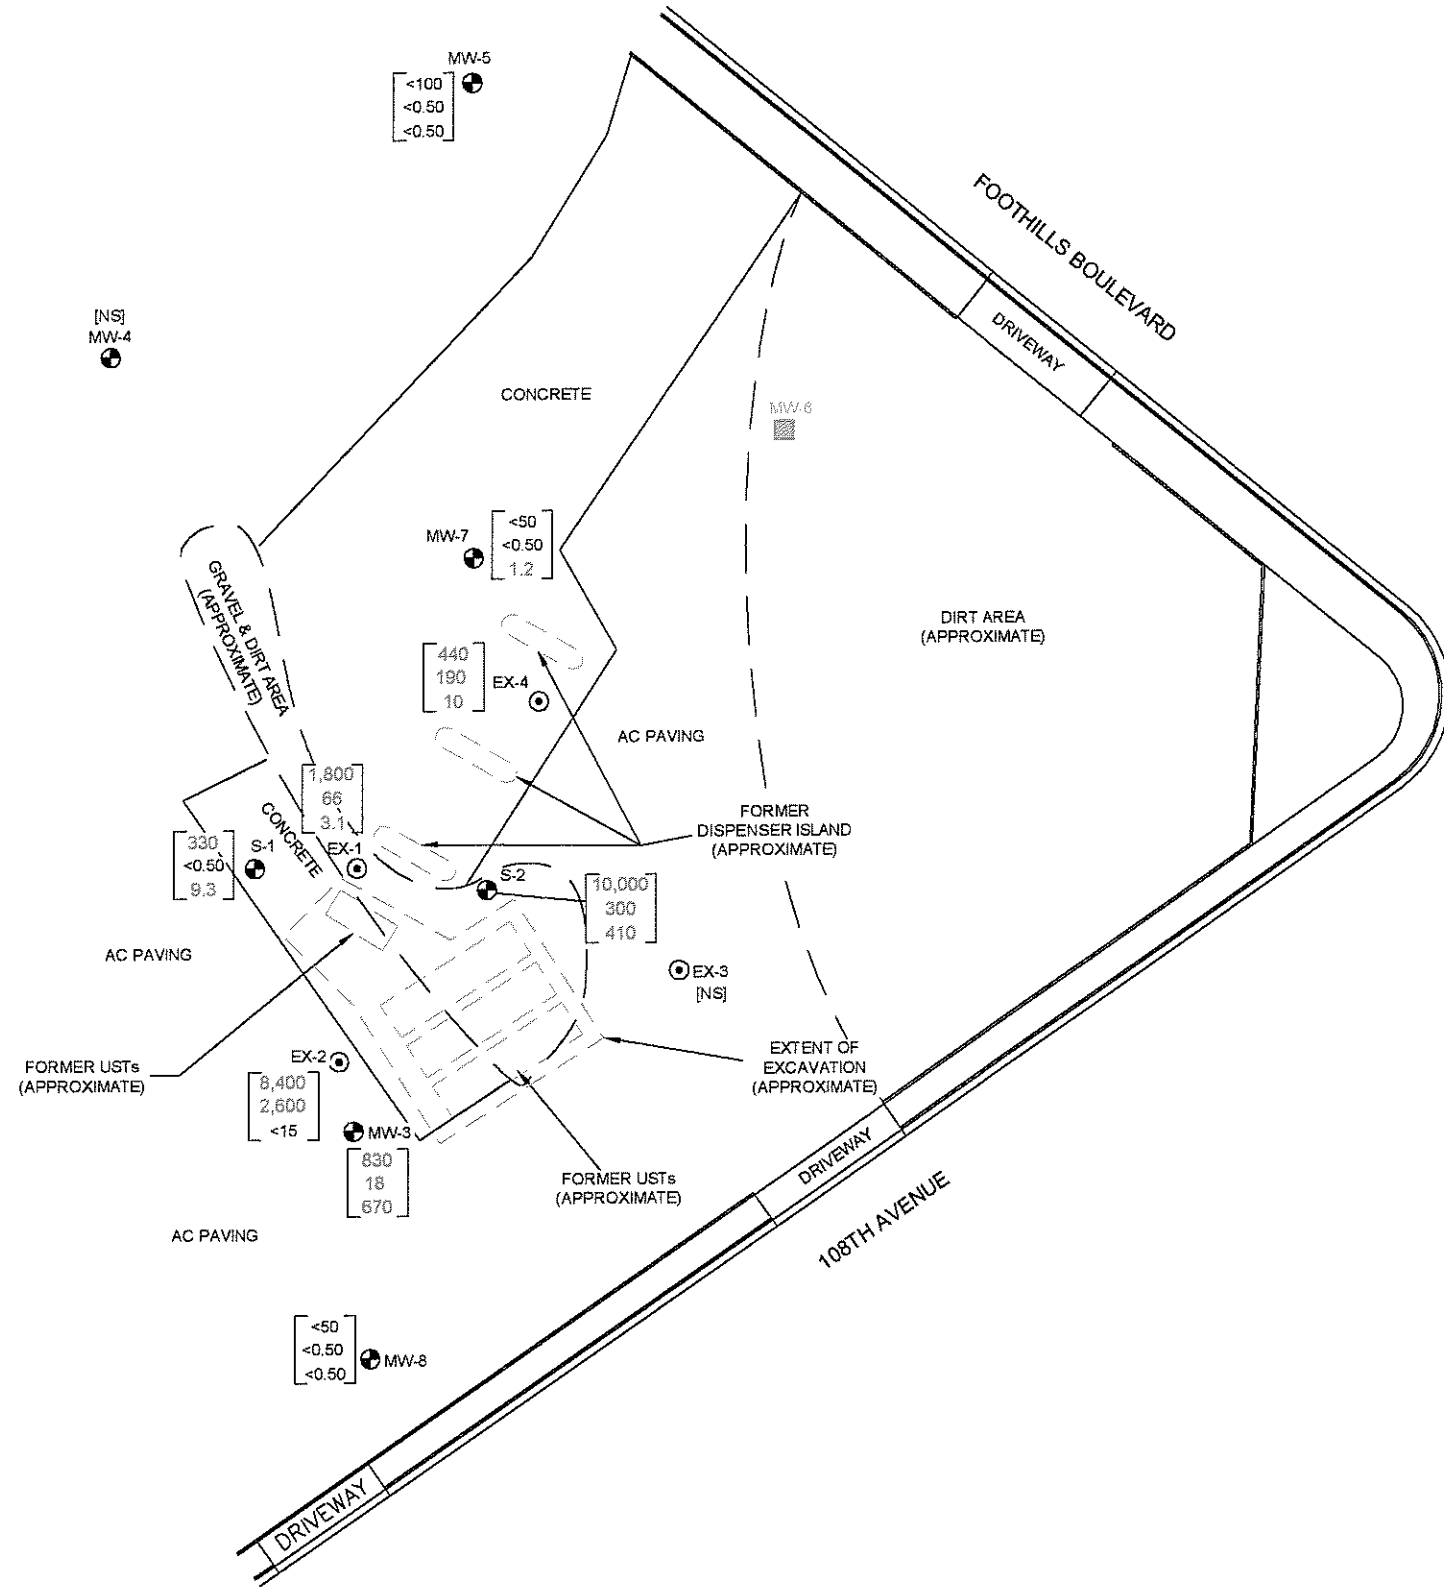 MW-5
<100
<0.50
<0.50
FOOTHILLS BOULEVARD
DRIVEWAY
[NS]
MW-4
CONCRETE
MW-6
MW-7
<50
<0.50
1.2
GRAVEL & DIRT AREA
(APPROXIMATE)
DIRT AREA
(APPROXIMATE)
440
190
10
EX-4
AC PAVING
1,800
66
3.1
CONCRETE
FORMER
DISPENSER ISLAND
(APPROXIMATE)
330
<0.50
9.3
S-1
EX-1
S-2
10,000
300
410
AC PAVING
EX-3
[NS]
FORMER USTs
(APPROXIMATE)
EX-2
8,400
2,600
<15
EXTENT OF
EXCAVATION
(APPROXIMATE)
MW-3
830
18
670
FORMER USTs
(APPROXIMATE)
DRIVEWAY
108TH AVENUE
AC PAVING
<50
<0.50
<0.50
MW-8
DRIVEWAY